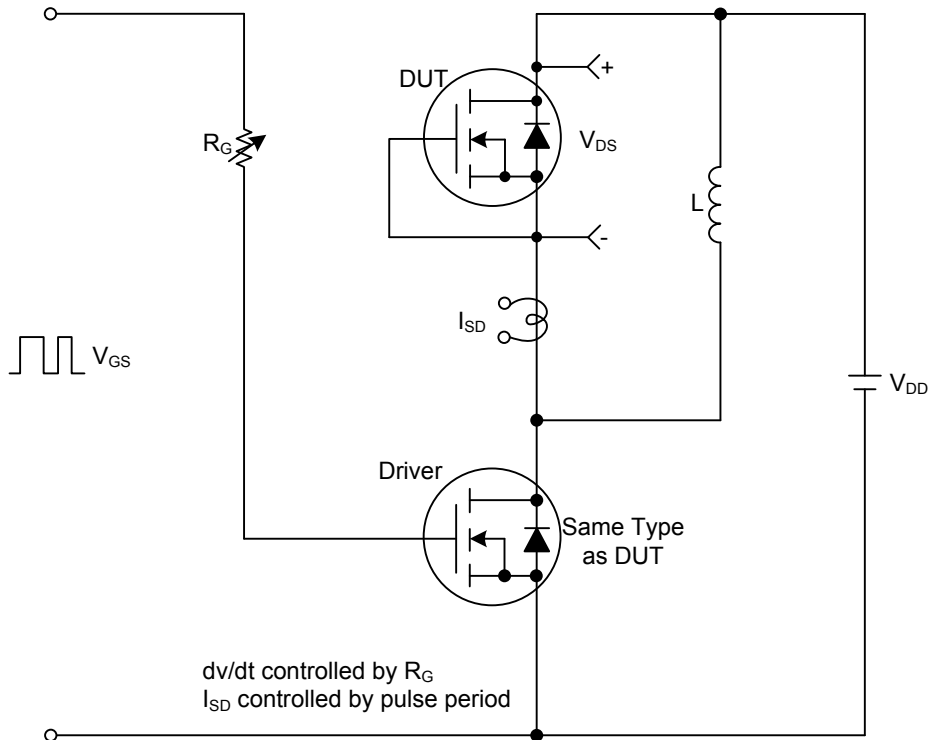 DUT
+
R_G
V_DS
L
-
I_SD
V_GS
V_DD
Driver
Same Type
as DUT
dv/dt controlled by R_G
I_SD controlled by pulse period